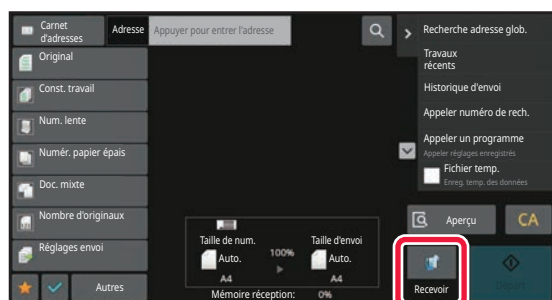 Carnet
d'adresses
Adresse
Appuyer pour entrer l'adresse
Original
Const. travail
Num. lente
Numér. papier épais
Doc. mixte
Nombre d'originaux
Réglages envoi
Autres
Taille de num.
Auto.
A4
100%
Taille d'envoi
Auto.
A4
Mémoire réception:
0%
Recherche adresse glob.
Travaux
récents
Historique d'envoi
Appeler numéro de rech.
Appeler un programme
Appeler réglages enregistrés
Fichier temp.
Enreg. temp. des données
Aperçu
CA
Recevoir
Départ